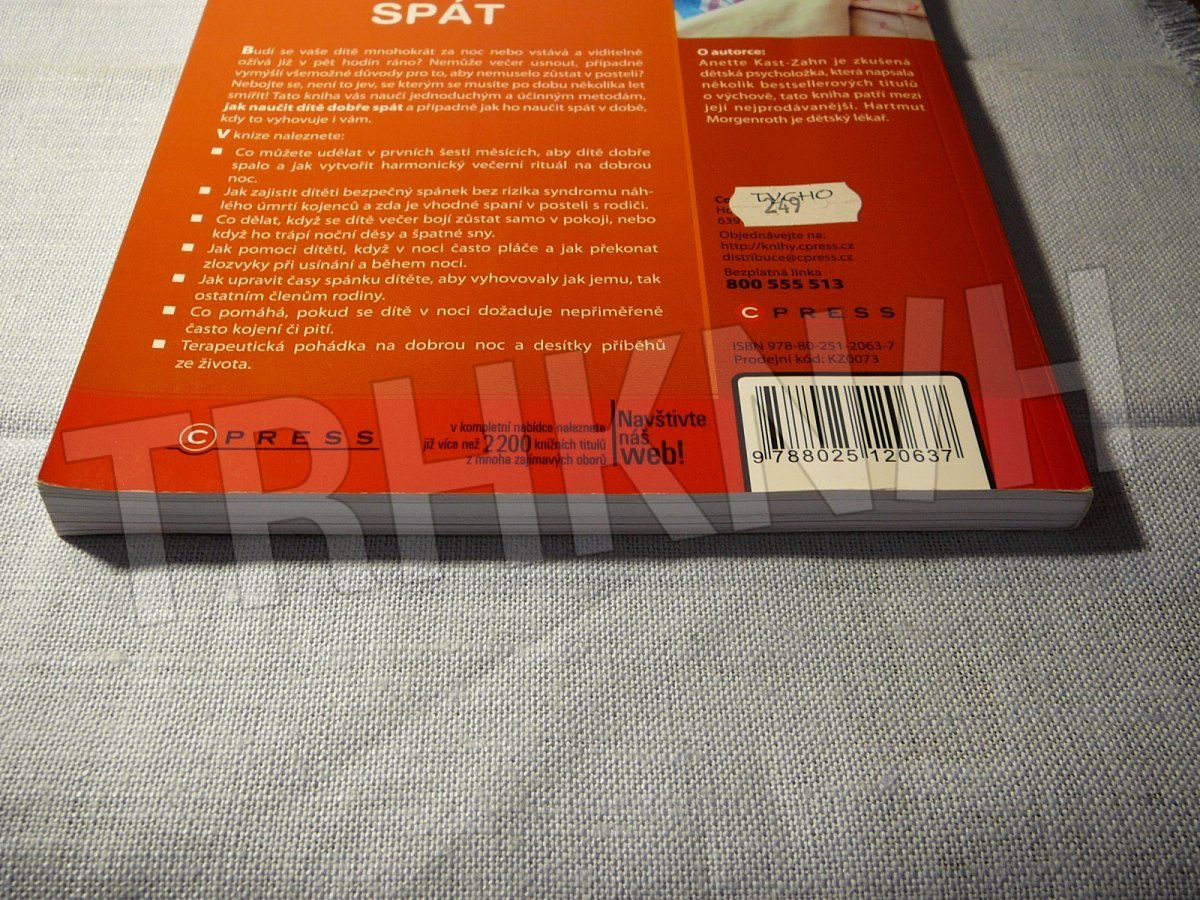 SPÁT
Budí se vaše dítě mnohokrát za noc nebo vstává a viditelně
ožívá již v pět hodin ráno? Nemůže večer usnout, případně
vymýšlí všemožné důvody pro to, aby nemuselo zůstat v posteli?
Nebojte se, není to jev, se kterým se musíte po dobu několika let
smířit! Tato kniha vás naučí jednoduchým a účinným metodám,
jak naučit dítě dobře spát a případně jak ho naučit spát v době,
kdy to vyhovuje i vám.
V knize naleznete:
Co můžete udělat v prvních šesti měsících, aby dítě dobře
spalo a jak vytvořit harmonický večerní rituál na dobrou
noc.
Jak zajistit dítěti bezpečný spánek bez rizika syndromu náh-
lého úmrtí kojenců a zda je vhodné spaní v posteli s rodiči.
Co dělat, když se dítě večer bojí zůstat samo v pokoji, nebo
když ho trápí noční děsy a špatné sny.
Jak pomoci dítěti, když v noci často pláče a jak překonat
zlozvyky při usínání a během noci.
Jak upravit časy spánku dítěte, aby vyhovovaly jak jemu, tak
ostatním členům rodiny.
Co pomáhá, pokud se dítě v noci dožaduje nepřiměřeně
často kojení či pití.
Terapeutická pohádka na dobrou noc a desítky příběhů
ze života.
C PRESS
v kompletní nabídce naleznete
již více než 2200 knižních titulů
z mnoha zajímavých oborů
Navštivte
náš
web!
O autorce:
Anette Kast-Zahn je zkušená
dětská psycholožka, která napsala
několik bestsellerových titulů
o výchově, tato kniha patří mezi
její nejprodávanější. Hartmut
Morgenroth je dětský lékař.
TYCHO
249
639
Objednávejte na:
http://knihy.cpress.cz
distribuce@cpress.cz
Bezplatná linka
800 555 513
C PRESS
ISBN 978-80-251-2063-7
Prodejní kód: KZ0073
9 788025 120637
TRHKNIH